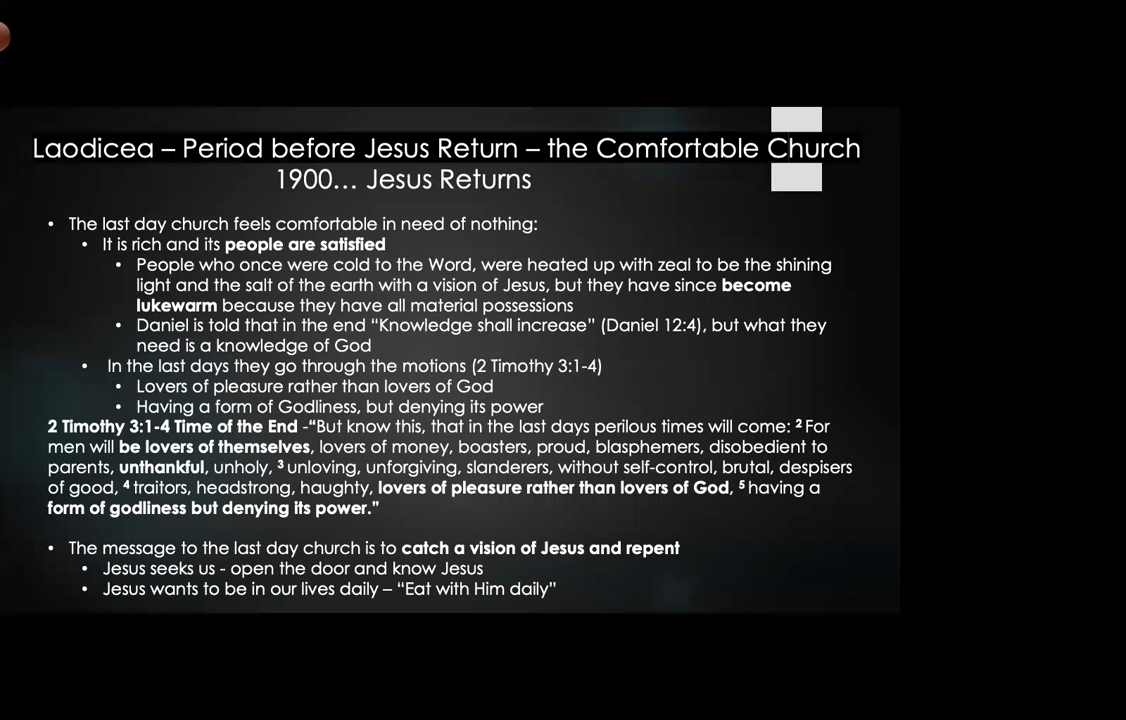 Laodicea – Period before Jesus Return – the Comfortable Church
1900… Jesus Returns
• The last day church feels comfortable in need of nothing:
• It is rich and its people are satisfied
• People who once were cold to the Word, were heated up with zeal to be the shining
light and the salt of the earth with a vision of Jesus, but they have since become
lukewarm because they have all material possessions
• Daniel is told that in the end “Knowledge shall increase” (Daniel 12:4), but what they
need is a knowledge of God
• In the last days they go through the motions (2 Timothy 3:1-4)
• Lovers of pleasure rather than lovers of God
• Having a form of Godliness, but denying its power
2 Timothy 3:1-4 Time of the End -“But know this, that in the last days perilous times will come: ² For
men will be lovers of themselves, lovers of money, boasters, proud, blasphemers, disobedient to
parents, unthankful, unholy, ³ unloving, unforgiving, slanderers, without self-control, brutal, despisers
of good, ⁴ traitors, headstrong, haughty, lovers of pleasure rather than lovers of God, ⁵ having a
form of godliness but denying its power.”
• The message to the last day church is to catch a vision of Jesus and repent
• Jesus seeks us - open the door and know Jesus
• Jesus wants to be in our lives daily – “Eat with Him daily”